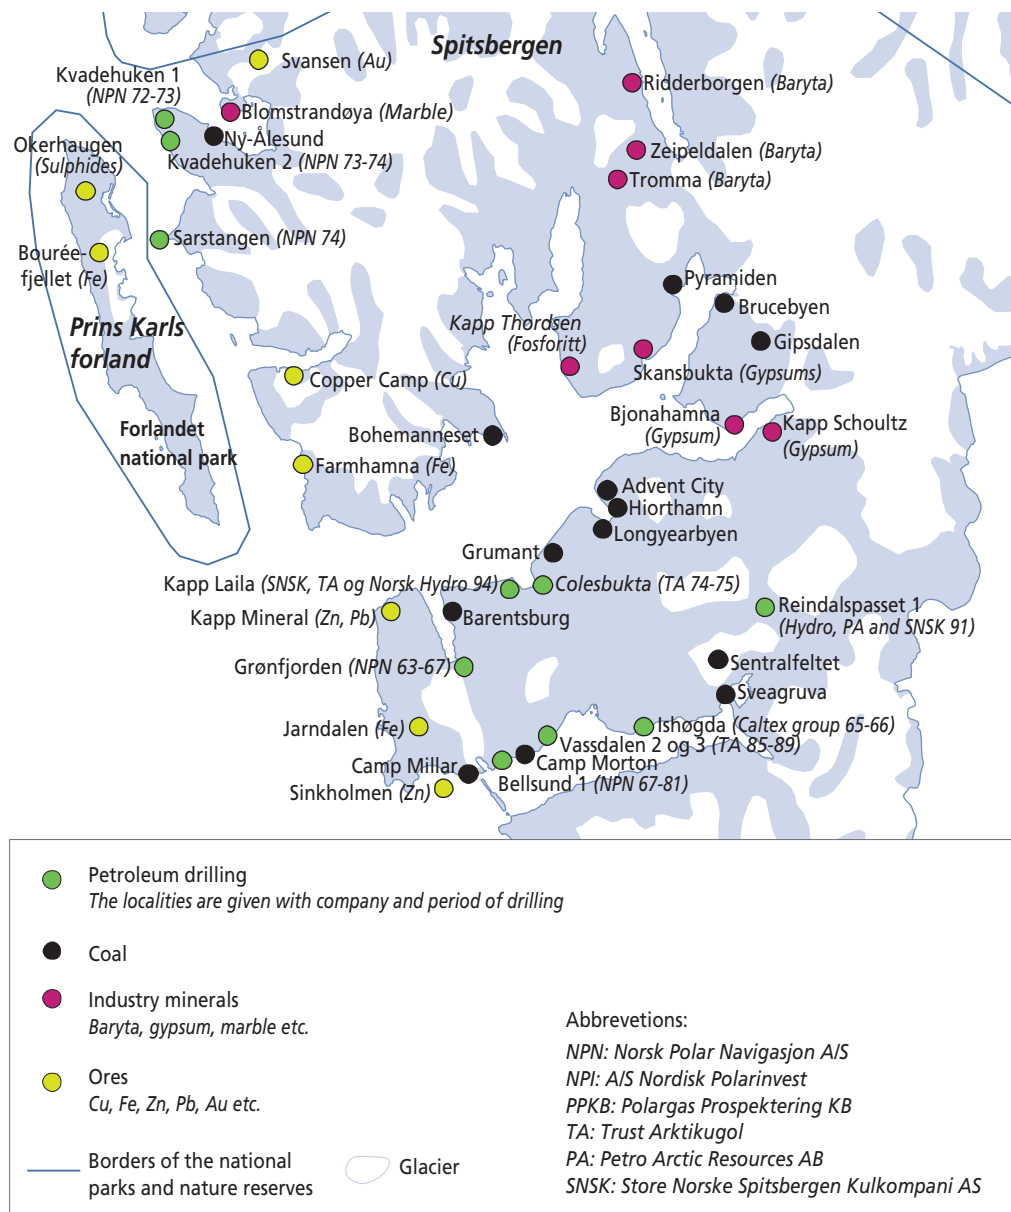 Spitsbergen
Svansen (Au)
Kvadehuken 1
(NPN 72-73)
Ridderborgen (Baryta)
Blomstrandøya (Marble)
Ny-Ålesund
Okerhaugen
(Sulphides)
Kvadehuken 2 (NPN 73-74)
Zeipeldalen (Baryta)
Tromma (Baryta)
Sarstangen (NPN 74)
Bourée-
fjellet (Fe)
Pyramiden
Brucebyen
Prins Karls
forland
Kapp Thordsen
(Fosforitt)
Gipsdalen
Skansbukta (Gypsums)
Copper Camp (Cu)
Bjonahamna
(Gypsum)
Kapp Schoultz
(Gypsum)
Forlandet
national park
Bohemanneset
Farmhamna (Fe)
Advent City
Hiorthamn
Longyearbyen
Grumant
Kapp Laila (SNSK, TA og Norsk Hydro 94)
Colesbukta (TA 74-75)
Kapp Mineral (Zn, Pb)
Barentsburg
Reindalspasset 1
(Hydro, PA and SNSK 91)
Grønfjorden (NPN 63-67)
Sentralfeltet
Sveagruva
Jarndalen (Fe)
Ishøgda (Caltex group 65-66)
Vassdalen 2 og 3 (TA 85-89)
Camp Morton
Camp Millar
Bellsund 1 (NPN 67-81)
Sinkholmen (Zn)
Petroleum drilling
The localities are given with company and period of drilling
Coal
Industry minerals
Baryta, gypsum, marble etc.
Ores
Cu, Fe, Zn, Pb, Au etc.
Borders of the national
parks and nature reserves
Glacier
Abbrevetions:
NPN: Norsk Polar Navigasjon A/S
NPI: A/S Nordisk Polarinvest
PPKB: Polargas Prospektering KB
TA: Trust Arktikugol
PA: Petro Arctic Resources AB
SNSK: Store Norske Spitsbergen Kulkompani AS